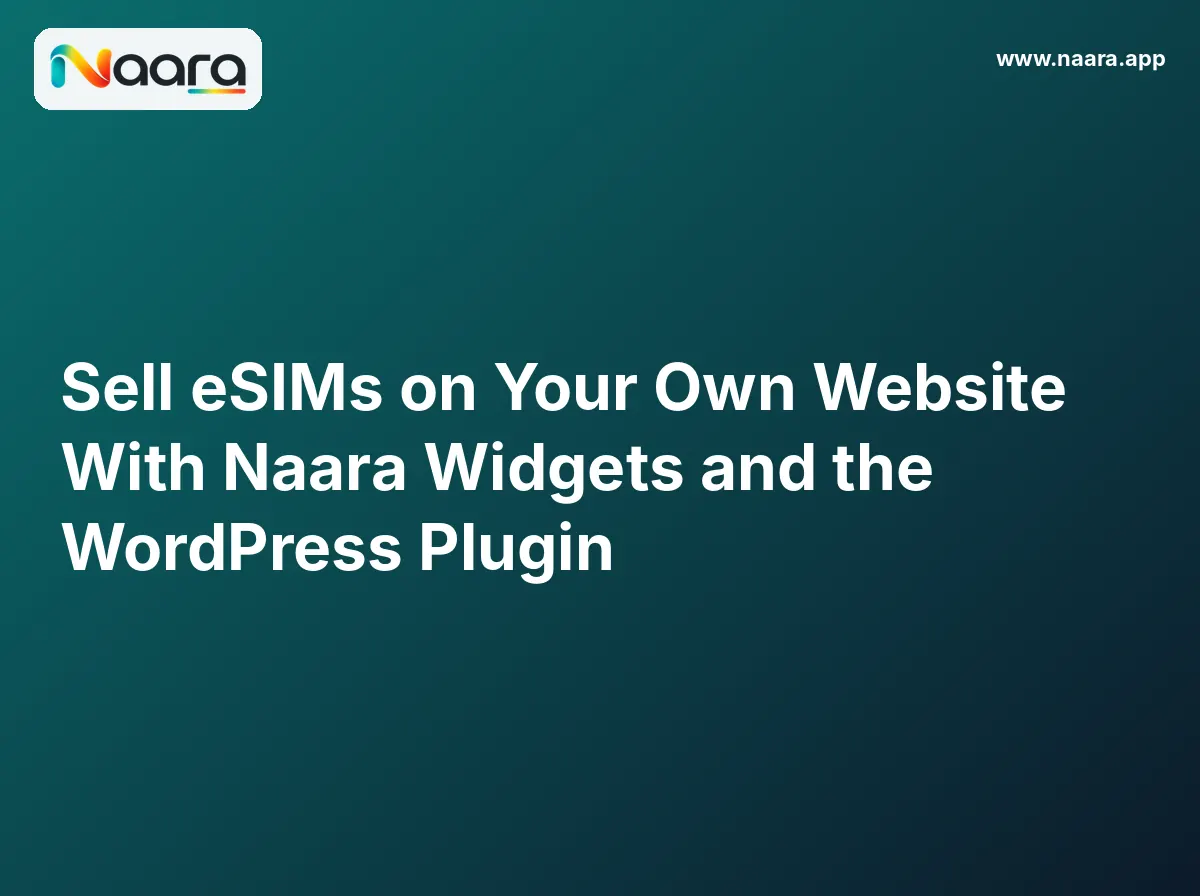 Naara
www.naara.app
Sell eSIMs on Your Own Website
With Naara Widgets and the
WordPress Plugin